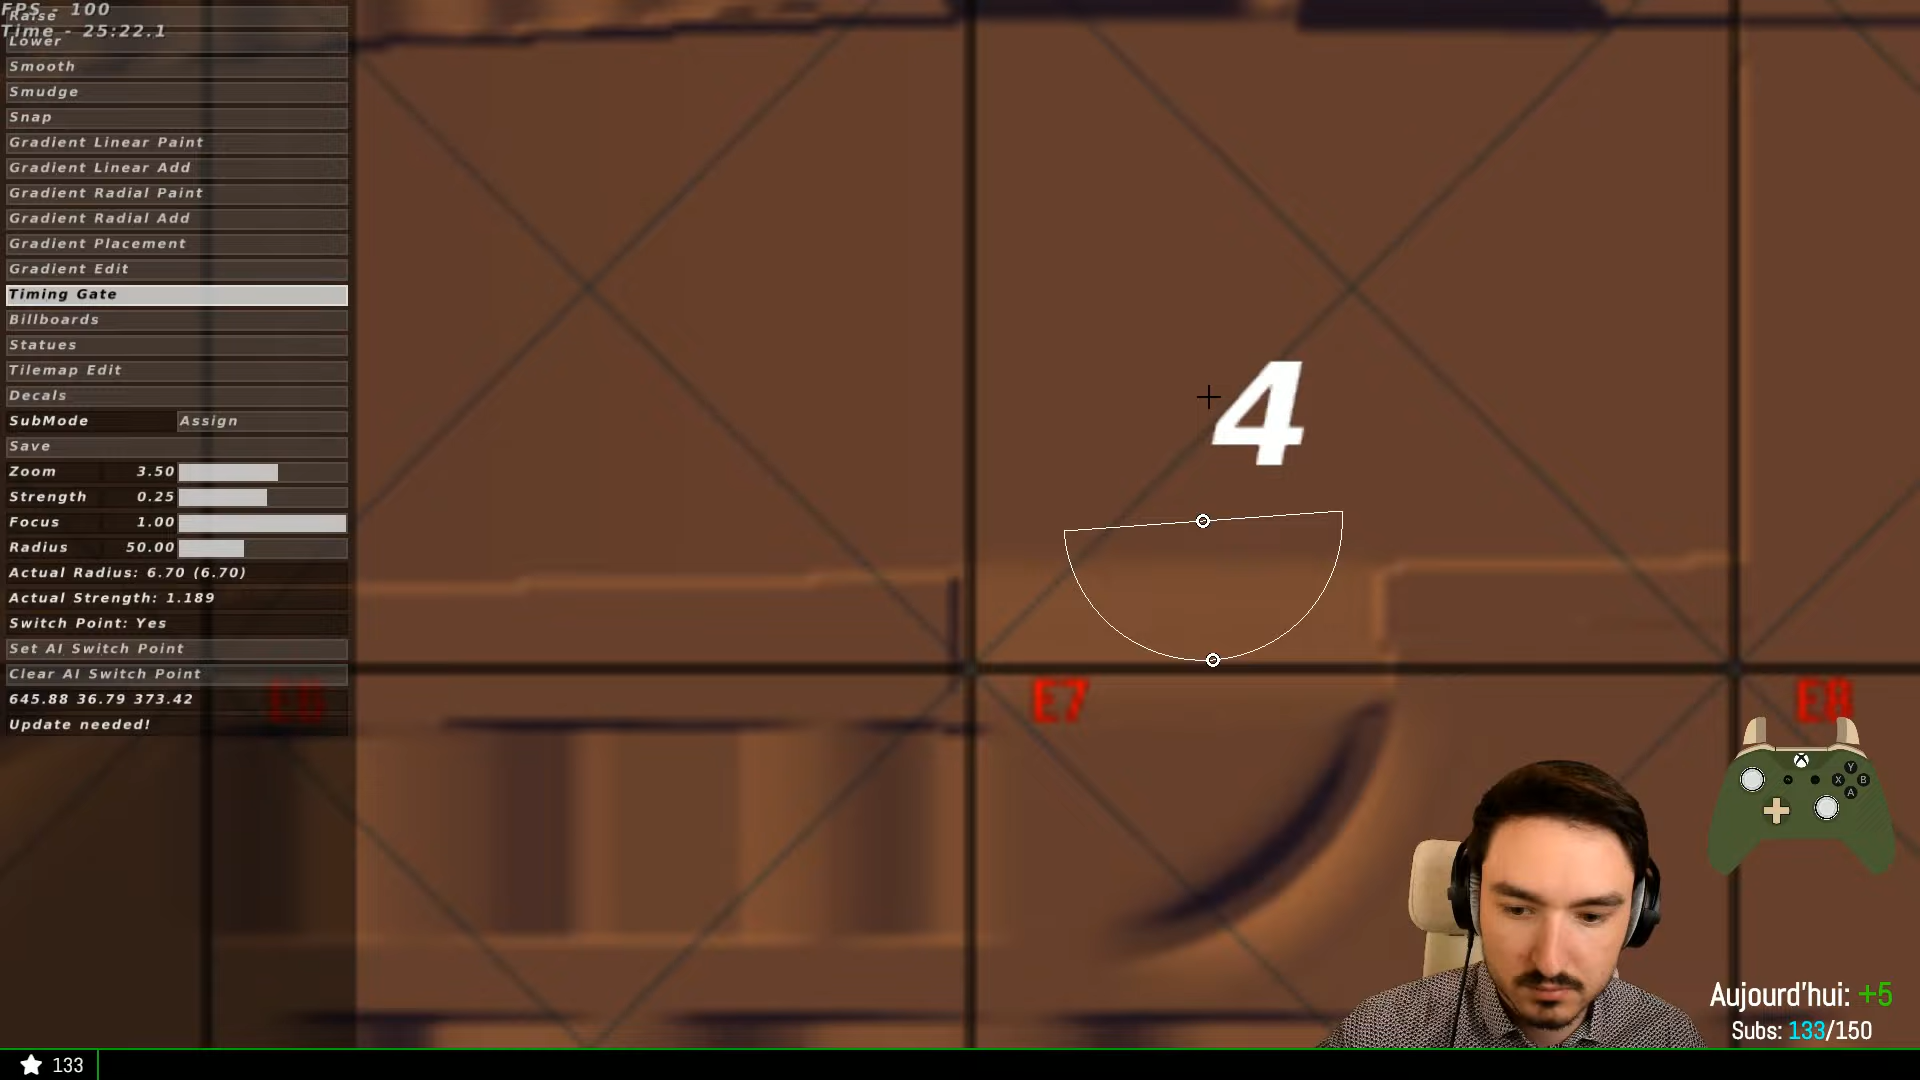 FPS - 100
Raise
Time - 25:22.1
Lower
Smooth
Smudge
Snap
Gradient Linear Paint
Gradient Linear Add
Gradient Radial Paint
Gradient Radial Add
Gradient Placement
Gradient Edit
Timing Gate
Billboards
Statues
Tilemap Edit
Decals
SubMode Assign
Save
Zoom 3.50
Strength 0.25
Focus 1.00
Radius 50.00
Actual Radius: 6.70 (6.70)
Actual Strength: 1.189
Switch Point: Yes
Set AI Switch Point
Clear AI Switch Point
645.88 36.79 373.42
Update needed!
4
E6
E7
E8
Y
X B
A
Aujourd'hui: +5
Subs: 133/150
133